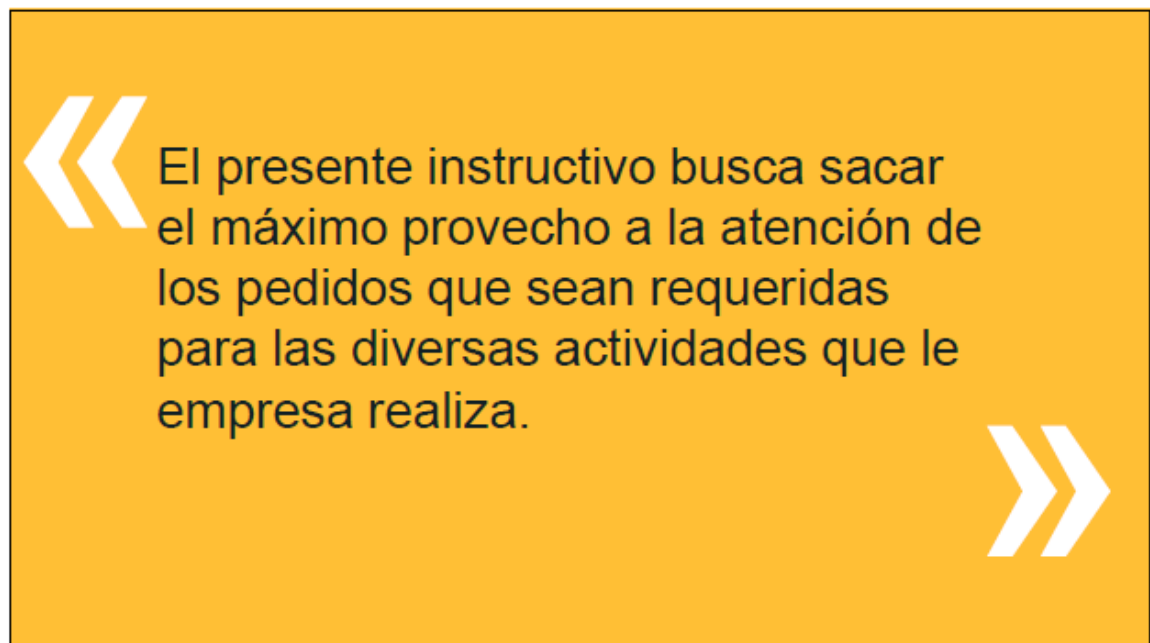 «
El presente instructivo busca sacar
el máximo provecho a la atención de
los pedidos que sean requeridas
para las diversas actividades que le
empresa realiza.
»